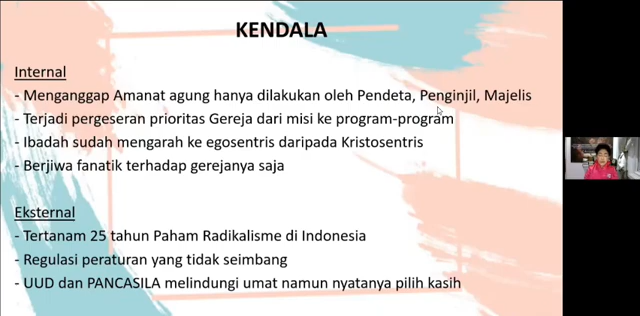 KENDALA
Internal
- Menganggap Amanat agung hanya dilakukan oleh Pendeta, Penginjil, Majelis
- Terjadi pergeseran prioritas Gereja dari misi ke program-program
- Ibadah sudah mengarah ke egosentris daripada Kristosentris
- Berjiwa fanatik terhadap gerejanya saja
Eksternal
- Tertanam 25 tahun Paham Radikalisme di Indonesia
- Regulasi peraturan yang tidak seimbang
- UUD dan PANCASILA melindungi umat namun nyatanya pilih kasih